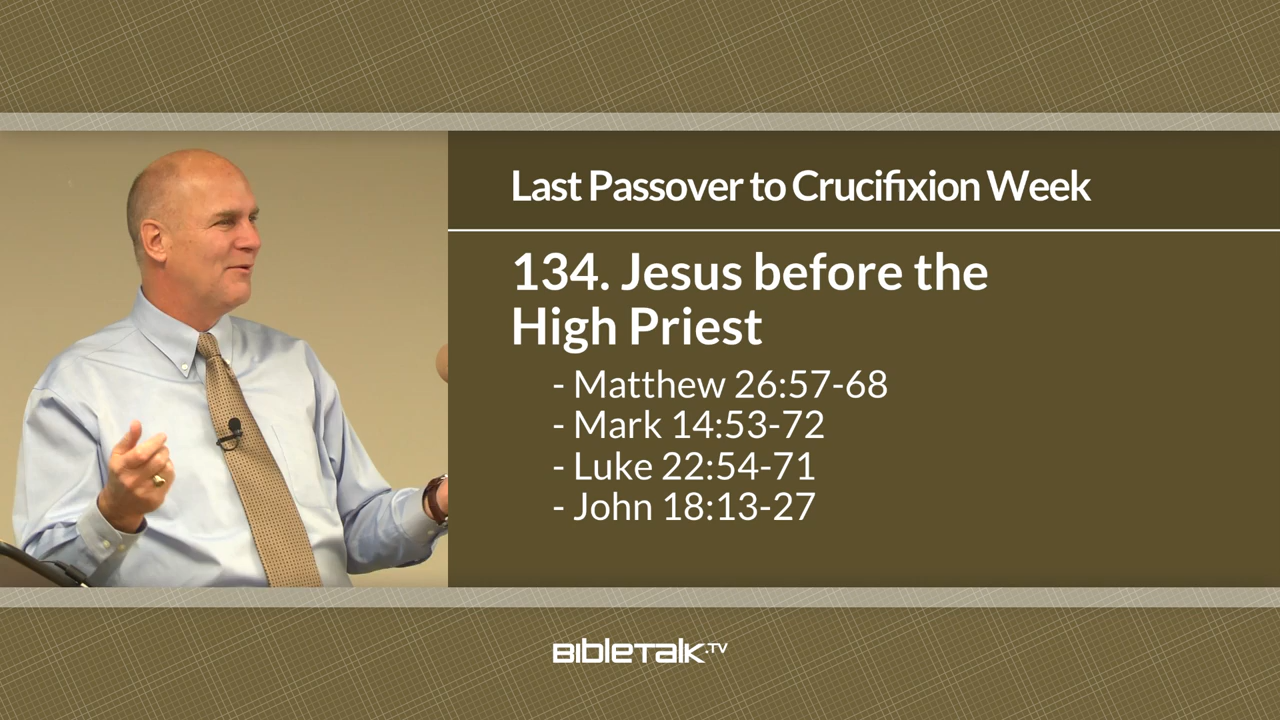 Last Passover to Crucifixion Week
134. Jesus before the
High Priest
- Matthew 26:57-68
- Mark 14:53-72
- Luke 22:54-71
- John 18:13-27
BIBLETALK.TV